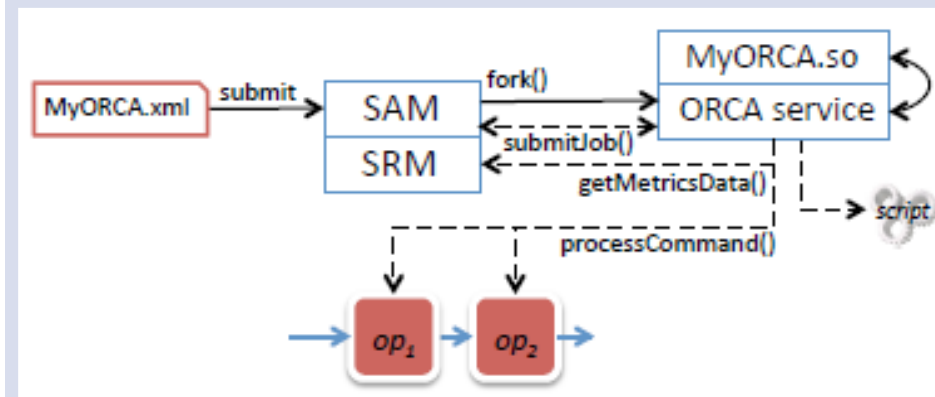 MyORCA.xml
submit
SAM
SRM
fork()
submitJob()
getMetricsData()
MyORCA.so
ORCA service
script
processCommand()
op1
op2